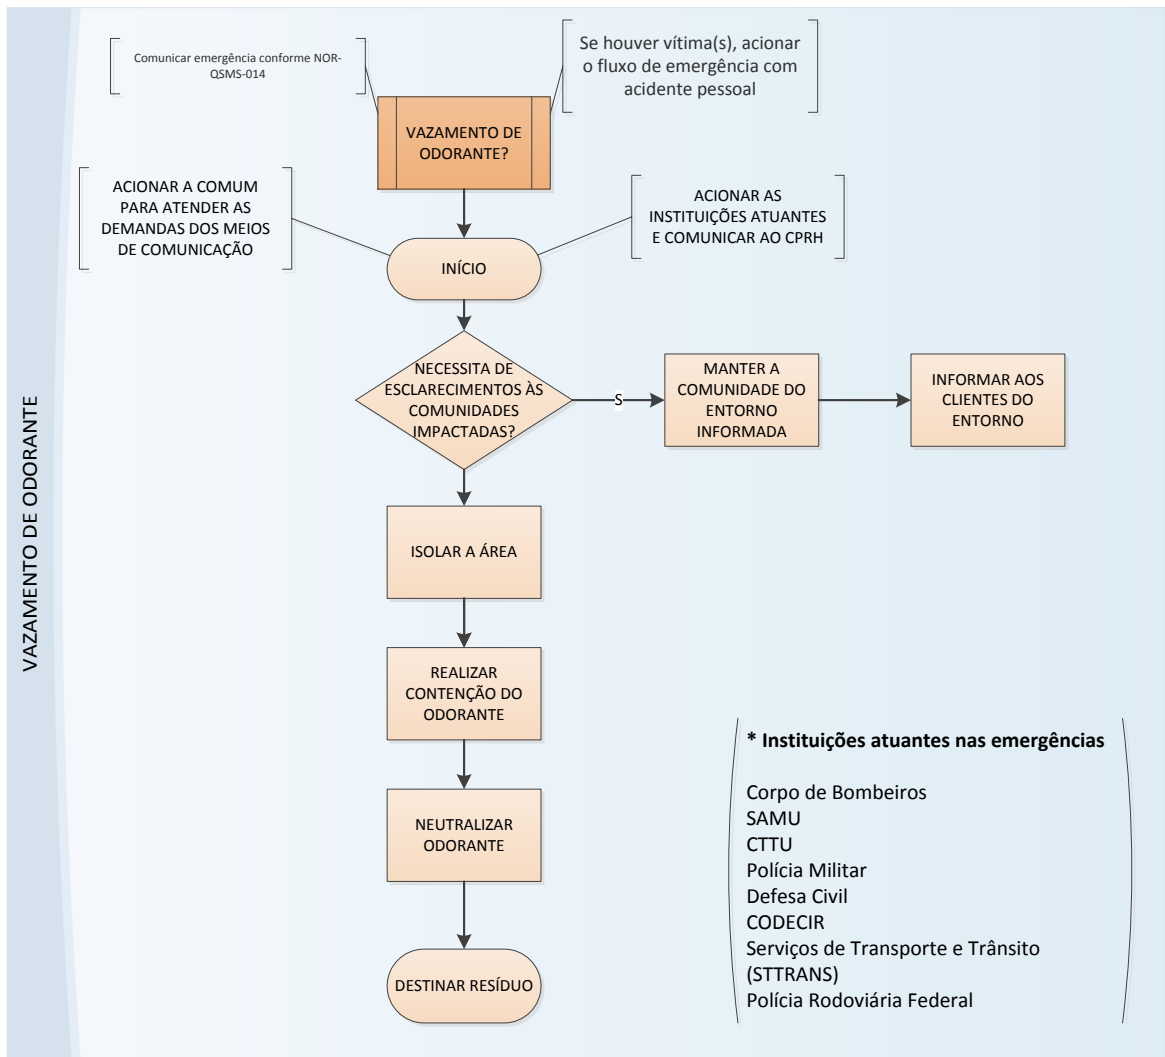 Comunicar emergência conforme NOR-
QSMS-014
Se houver vítima(s), acionar
o fluxo de emergência com
acidente pessoal
VAZAMENTO DE
ODORANTE?
ACIONAR A COMUM
PARA ATENDER AS
DEMANDAS DOS MEIOS
DE COMUNICAÇÃO
ACIONAR AS
INSTITUIÇÕES ATUANTES
E COMUNICAR AO CPRH
INÍCIO
NECESSITA DE
ESCLARECIMENTOS ÀS
COMUNIDADES
IMPACTADAS?
S
MANTER A
COMUNIDADE DO
ENTORNO
INFORMADA
INFORMAR AOS
CLIENTES DO
ENTORNO
VAZAMENTO DE ODORANTE
ISOLAR A ÁREA
REALIZAR
CONTENÇÃO DO
ODORANTE
NEUTRALIZAR
ODORANTE
DESTINAR RESÍDUO
* Instituições atuantes nas emergências
Corpo de Bombeiros
SAMU
CTTU
Polícia Militar
Defesa Civil
CODECIR
Serviços de Transporte e Trânsito
(STTRANS)
Polícia Rodoviária Federal